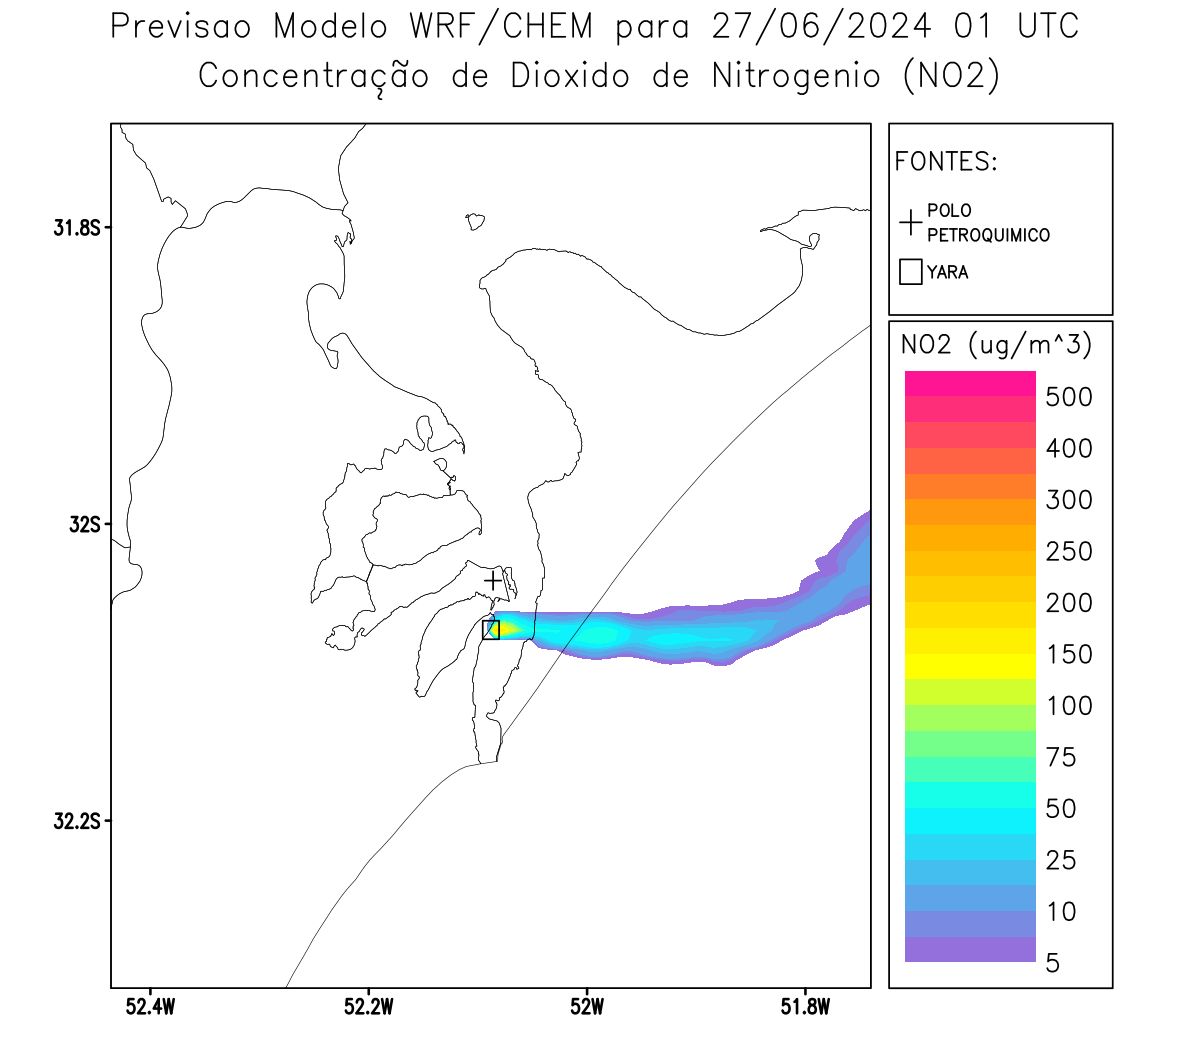 Previsao Modelo WRF/CHEM para 27/06/2024 01 UTC
Concentração de Dioxido de Nitrogenio (NO2)
FONTES:
POLO
PETROQUIMICO
YARA
NO2 (ug/m^3)
500
400
300
250
200
150
100
75
50
25
10
5
31.8S
32S
32.2S
52.4W
52.2W
52W
51.8W